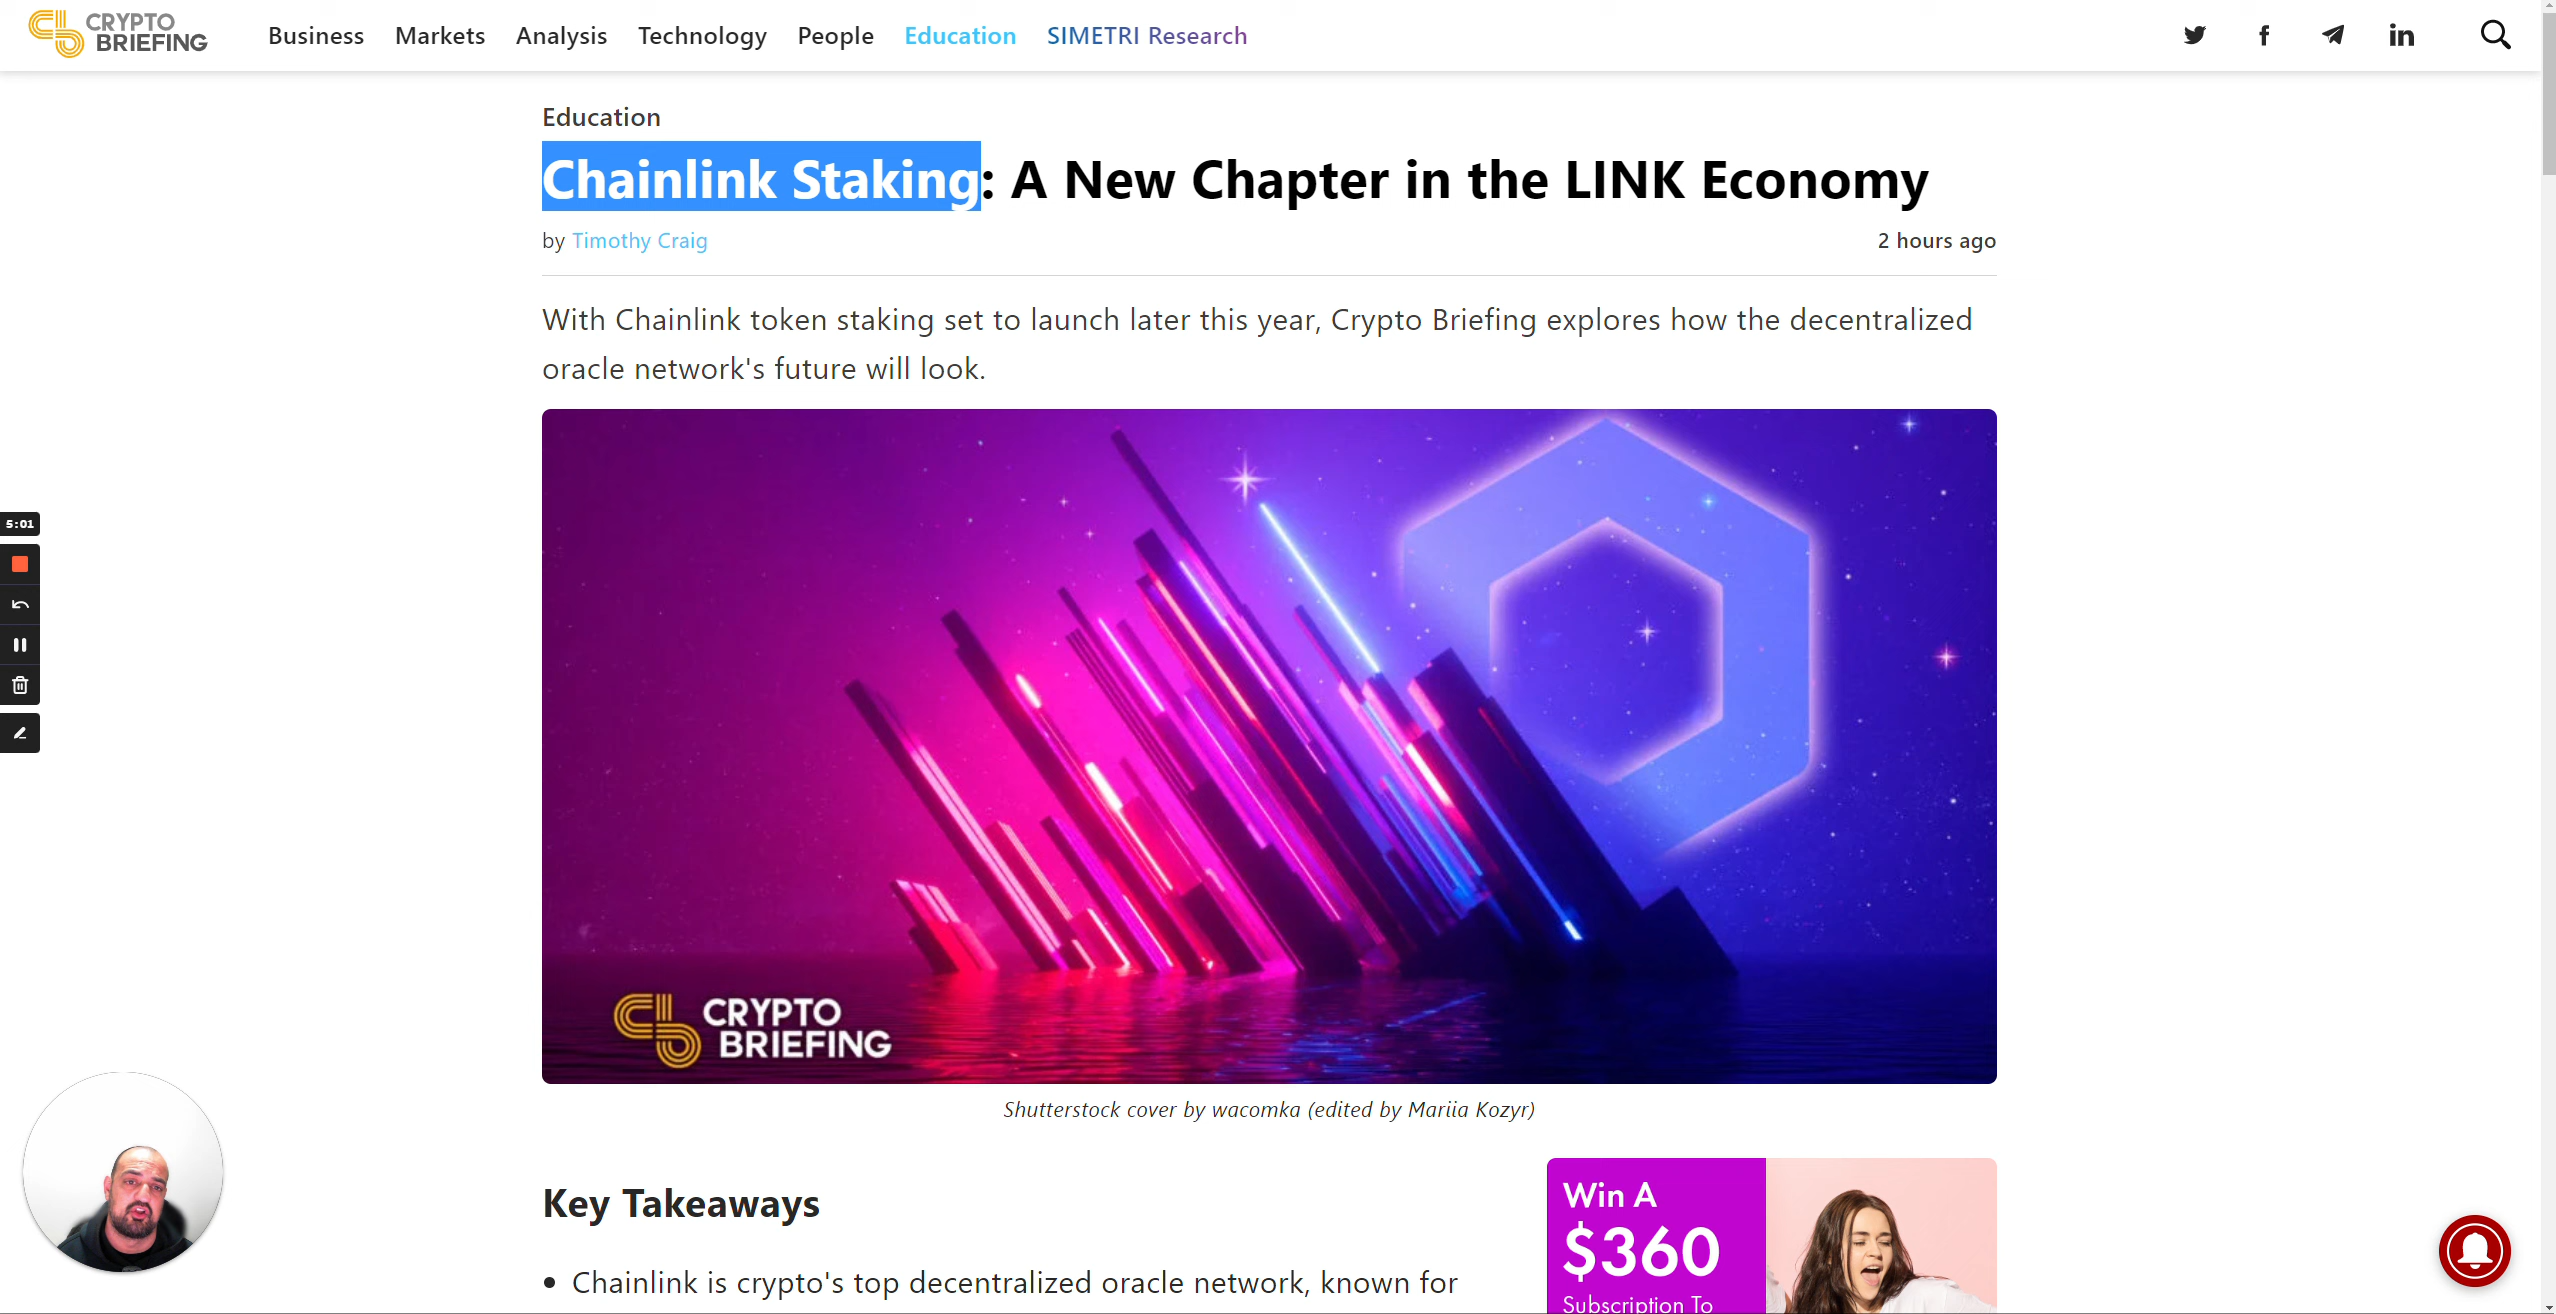 CRYPTO
BRIEFING
Business Markets Analysis Technology People Education SIMETRI Research
Education
Chainlink Staking: A New Chapter in the LINK Economy
by Timothy Craig
2 hours ago
With Chainlink token staking set to launch later this year, Crypto Briefing explores how the decentralized
oracle network's future will look.
5:01
CRYPTO
BRIEFING
Shutterstock cover by wacomka (edited by Mariia Kozyr)
Key Takeaways
• Chainlink is crypto's top decentralized oracle network, known for
Win A
$360
Subscription To